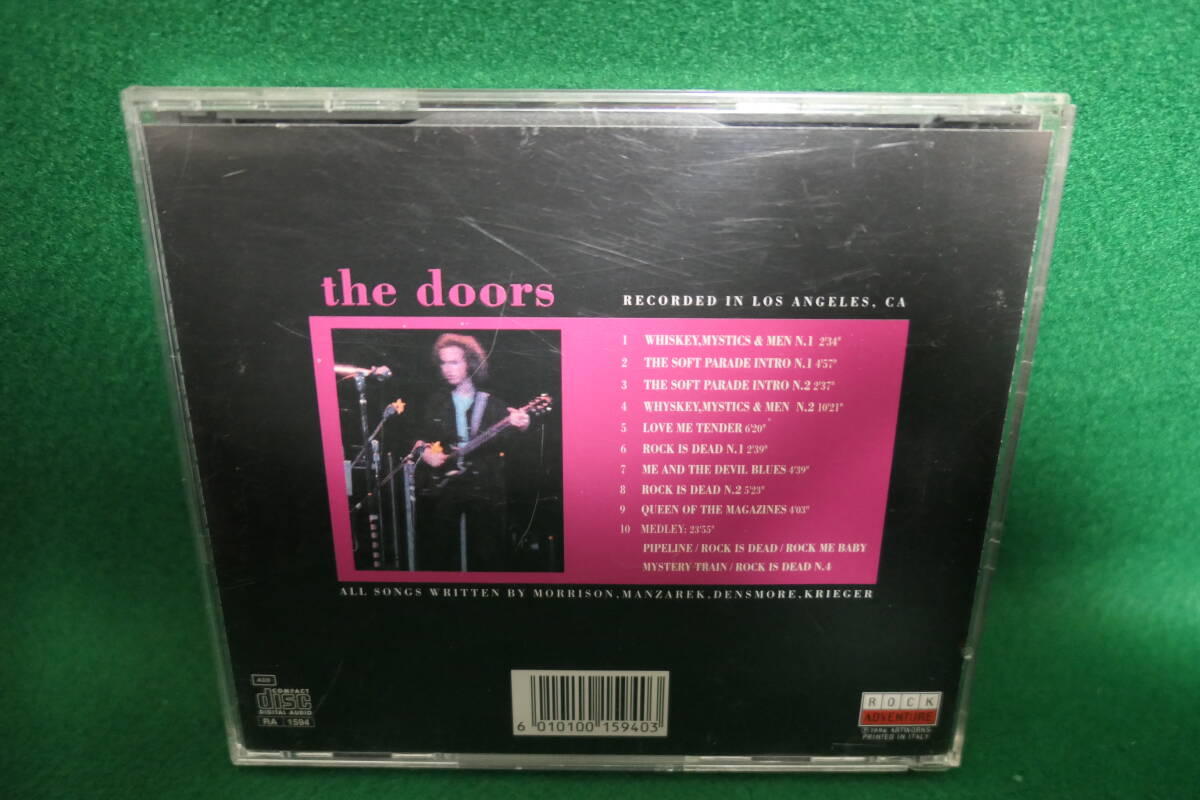 the doors
RECORDED IN LOS ANGELES, CA
1 WHISKEY,MYSTICS & MEN N.1 2'34"
2 THE SOFT PARADE INTRO N.1 4'57"
3 THE SOFT PARADE INTRO N.2 2'37"
4 WHYSKEY,MYSTICS & MEN N.2 10'21"
5 LOVE ME TENDER 6'20"
6 ROCK IS DEAD N.1 2'39"
7 ME AND THE DEVIL BLUES 4'39"
8 ROCK IS DEAD N.2 5'23"
9 QUEEN OF THE MAGAZINES 4'03"
10 MEDLEY: 23'55"
PIPELINE / ROCK IS DEAD / ROCK ME BABY
MYSTERY TRAIN / ROCK IS DEAD N.4
ALL SONGS WRITTEN BY MORRISON,MANZAREK,DENSMORE,KRIEGER
COMPACT
disc
DIGITAL AUDIO
RA 1594
6 010100 159403
ROCK
ADVENTURE
ARTWORKS
PRINTED IN ITALY